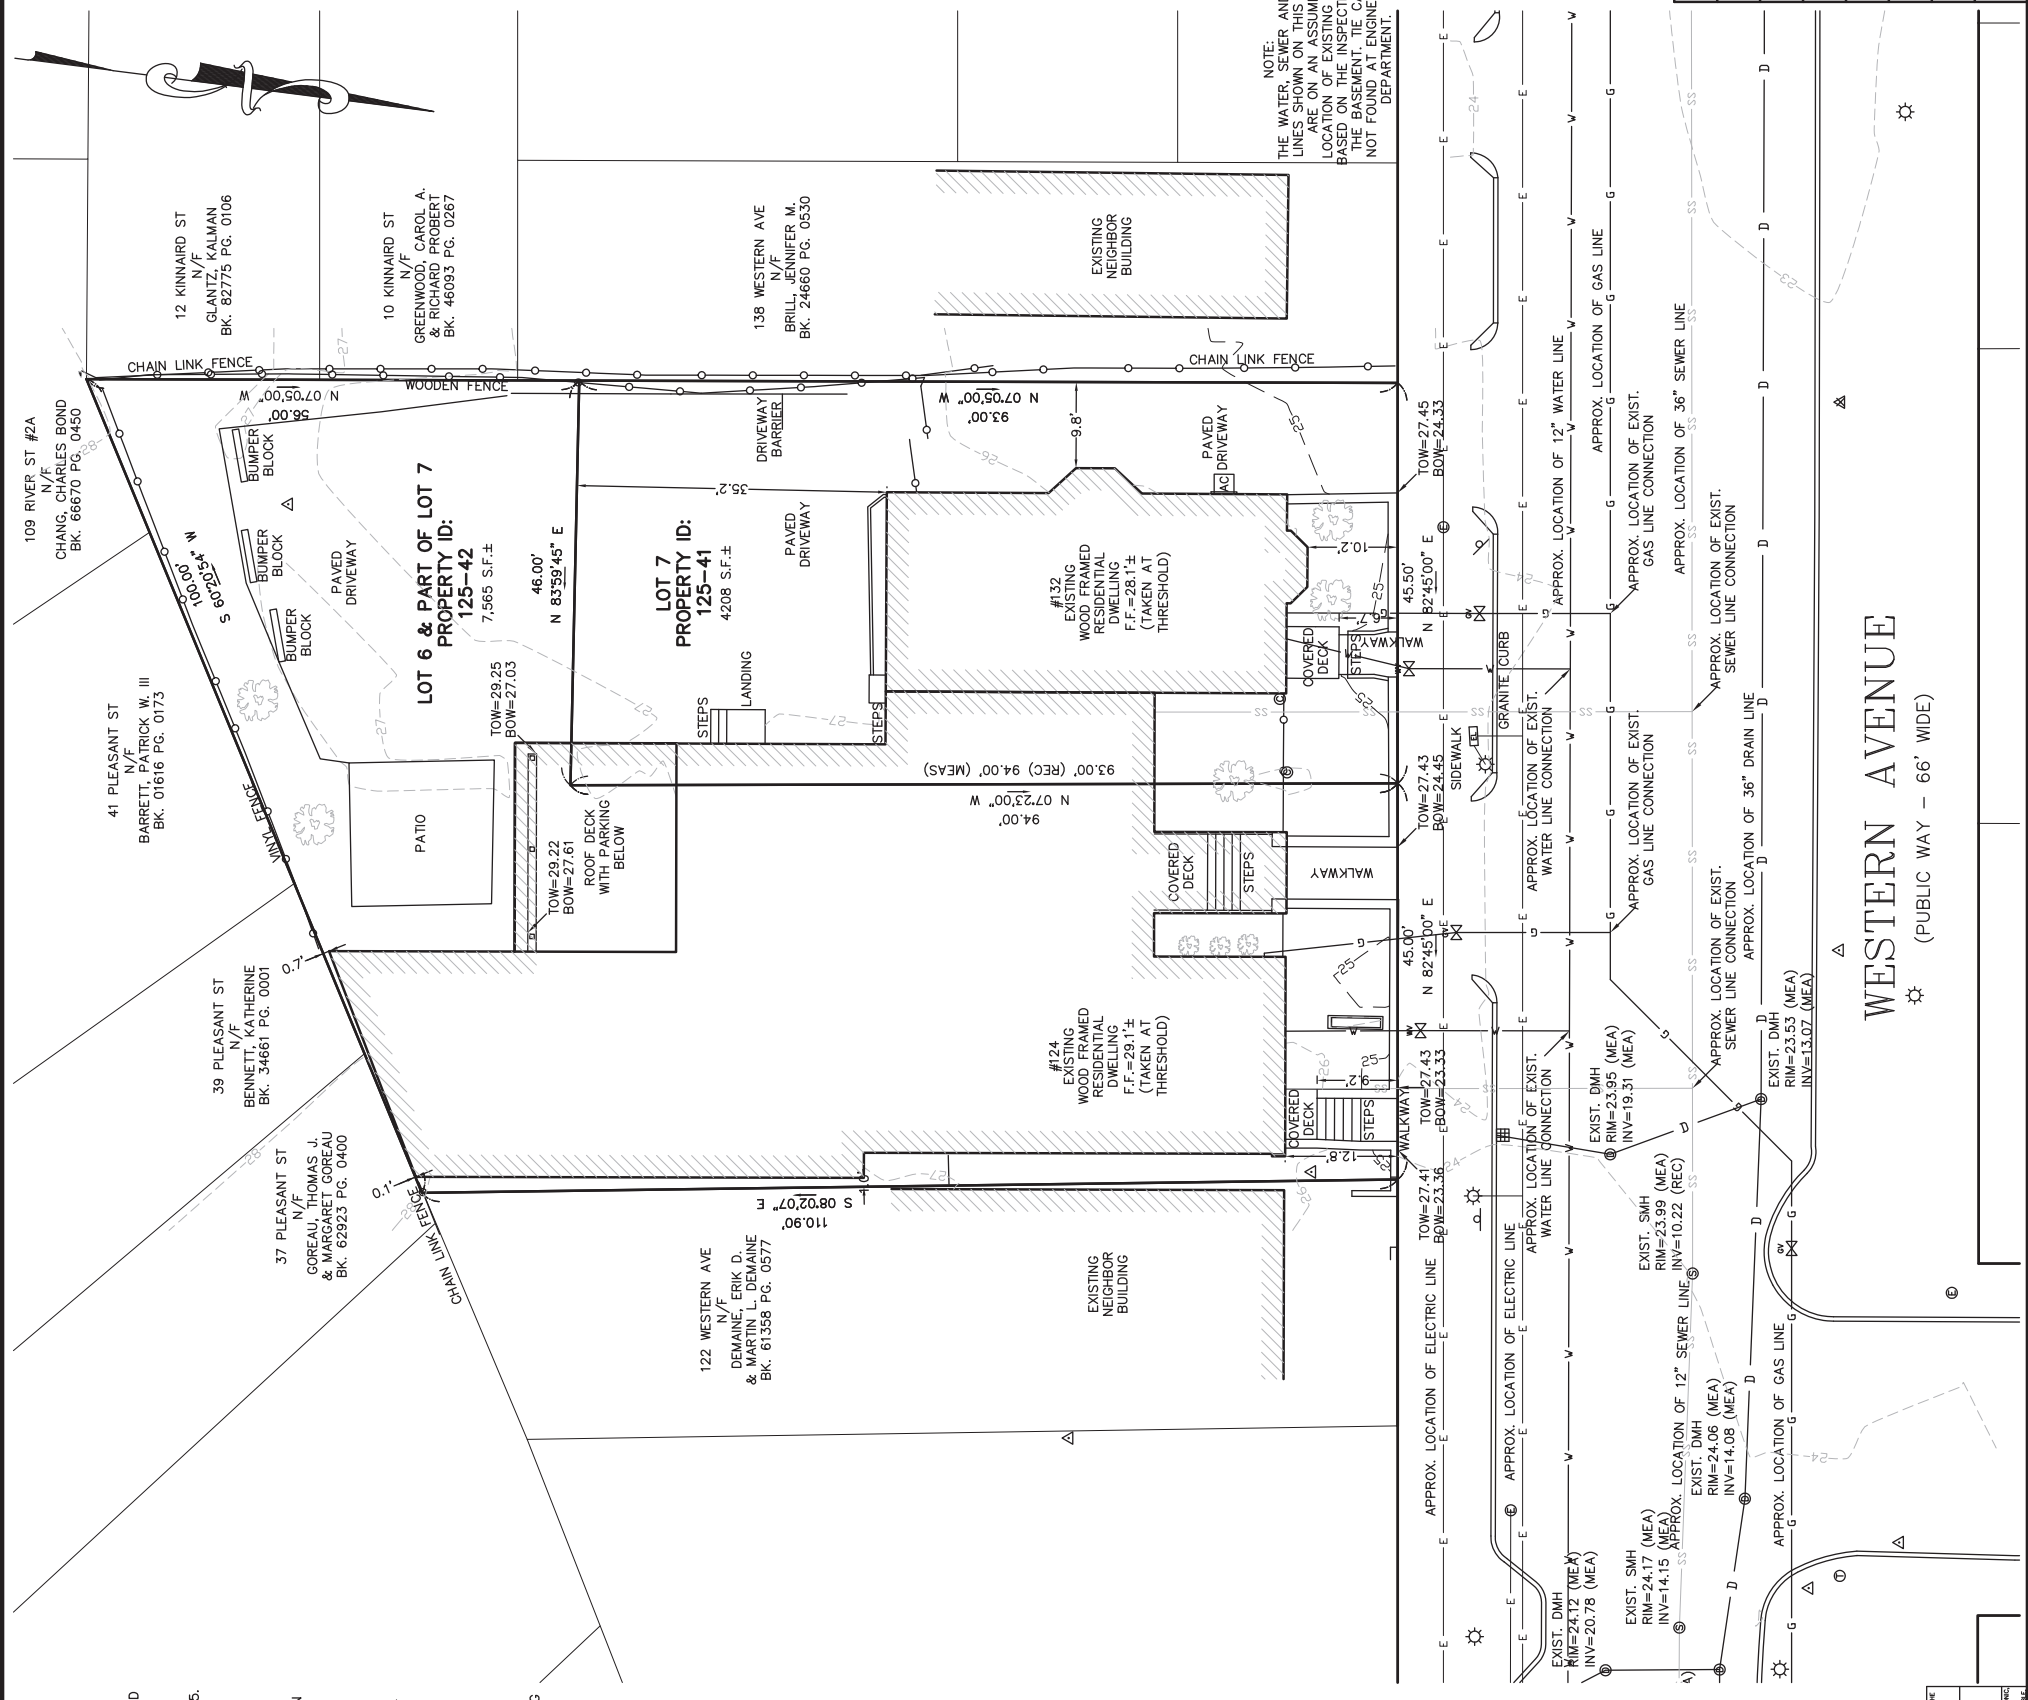 109 RIVER ST #2A
N/F
CHANG, CHARLES BOND
BK. 66670 PG. 0450
12 KINNAIRD ST
N/F
GLANTZ, KALMAN
BK. 82775 PG. 0106
10 KINNAIRD ST
N/F
GREENWOOD, CAROL A.
& RICHARD PROBERT
BK. 46093 PG. 0267
138 WESTERN AVE
N/F
BRILL, JENNIFER M.
BK. 24660 PG. 0530
EXISTING
NEIGHBOR
BUILDING
NOTE:
THE WATER, SEWER AN
LINES SHOWN ON THIS
ARE ON AN ASSUM
LOCATION OF EXISTING
BASED ON THE INSPECT
THE BASEMENT. TIE C
NOT FOUND AT ENGINE
DEPARTMENT.
41 PLEASANT ST
N/F
BARRETT, PATRICK W. III
BK. 01616 PG. 0173
39 PLEASANT ST
N/F
BENNETT, KATHERINE
BK. 34661 PG. 0001
37 PLEASANT ST
N/F
GOREAU, THOMAS J.
& MARGARET GOREAU
BK. 62923 PG. 0400
122 WESTERN AVE
N/F
DEMAINE, ERIK D.
& MARTIN L. DEMAINE
BK. 61358 PG. 0577
EXISTING
NEIGHBOR
BUILDING
CHAIN LINK FENCE
WOODEN FENCE
N 07°05'00" W
56.00'
CHAIN LINK FENCE
N 07°05'00" W
93.00'
100.00'
S 60°20'54" W
VINYL FENCE
CHAIN LINK FENCE
0.7'
0.1'
BUMPER
BLOCK
BUMPER
BLOCK
BUMPER
BLOCK
PAVED
DRIVEWAY
LOT 6 & PART OF LOT 7
PROPERTY ID:
125-42
7,565 S.F.±
46.00'
N 83°59'45" E
LOT 7
PROPERTY ID:
125-41
4208 S.F.±
35.2'
DRIVEWAY
BARRIER
PAVED
DRIVEWAY
9.8'
PAVED
DRIVEWAY
AC
TOW=29.25
BOW=27.03
STEPS
LANDING
STEPS
PATIO
TOW=29.22
BOW=27.61
ROOF DECK
WITH PARKING
BELOW
93.00' (REC) 94.00' (MEAS)
N 07°23'00" W
94.00'
#132
EXISTING
WOOD FRAMED
RESIDENTIAL
DWELLING
F.F.=28.1'±
(TAKEN AT
THRESHOLD)
10.2'
6.7'
COVERED
DECK
STEPS
WALKWAY
COVERED
DECK
STEPS
WALKWAY
#124
EXISTING
WOOD FRAMED
RESIDENTIAL
DWELLING
F.F.=29.1'±
(TAKEN AT
THRESHOLD)
COVERED
DECK
STEPS
WALKWAY
9.2'
12.8'
S 08°02'07" E
110.90'
TOW=27.45
BOW=24.33
45.50'
N 82°45'00" E
TOW=27.43
BOW=24.45
45.00'
N 82°45'00" E
TOW=27.43
BOW=23.33
TOW=27.41
BOW=23.36
SIDEWALK
GRANITE CURB
APPROX. LOCATION OF 12" WATER LINE
APPROX. LOCATION OF GAS LINE
APPROX. LOCATION OF EXIST.
GAS LINE CONNECTION
APPROX. LOCATION OF 36" SEWER LINE
APPROX. LOCATION OF EXIST.
SEWER LINE CONNECTION
APPROX. LOCATION OF EXIST.
WATER LINE CONNECTION
APPROX. LOCATION OF EXIST.
GAS LINE CONNECTION
APPROX. LOCATION OF 36" DRAIN LINE
APPROX. LOCATION OF EXIST.
SEWER LINE CONNECTION
APPROX. LOCATION OF EXIST.
WATER LINE CONNECTION
APPROX. LOCATION OF ELECTRIC LINE
APPROX. LOCATION OF ELECTRIC LINE
EXIST. DMH
RIM=23.95 (MEA)
INV=19.31 (MEA)
EXIST. DMH
RIM=23.53 (MEA)
INV=13.07 (MEA)
EXIST. SMH
RIM=23.99 (MEA)
INV=10.22 (REC)
APPROX. LOCATION OF 12" SEWER LINE
EXIST. DMH
RIM=24.06 (MEA)
INV=14.08 (MEA)
APPROX. LOCATION OF GAS LINE
EXIST. SMH
RIM=24.17 (MEA)
INV=14.15 (MEA)
EXIST. DMH
RIM=24.12 (MEA)
INV=20.78 (MEA)
WESTERN AVENUE
(PUBLIC WAY – 66' WIDE)